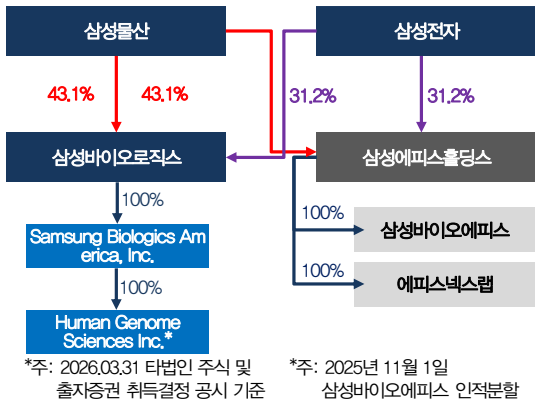 삼성물산
삼성전자
43.1%
43.1%
31.2%
31.2%
삼성바이오로직스
삼성에피스홀딩스
100%
Samsung Biologics Am
erica, Inc.
100%
삼성바이오에피스
100%
Human Genome
Sciences Inc.*
100%
에피스넥스랩
*주: 2026.03.31 타법인 주식 및
출자증권 취득결정 공시 기준
*주: 2025년 11월 1일
삼성바이오에피스 인적분할